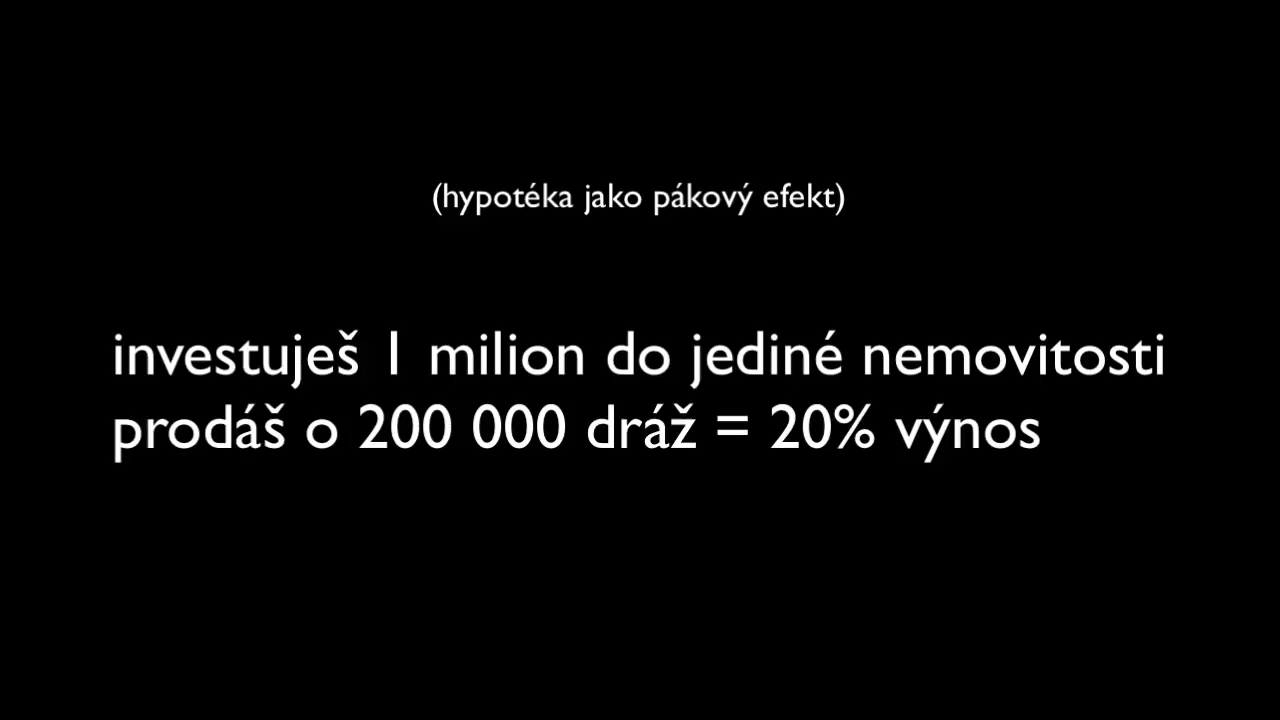 (hypotéka jako pákový efekt)
investuješ 1 milion do jediné nemovitosti
prodáš o 200 000 dráž = 20% výnos